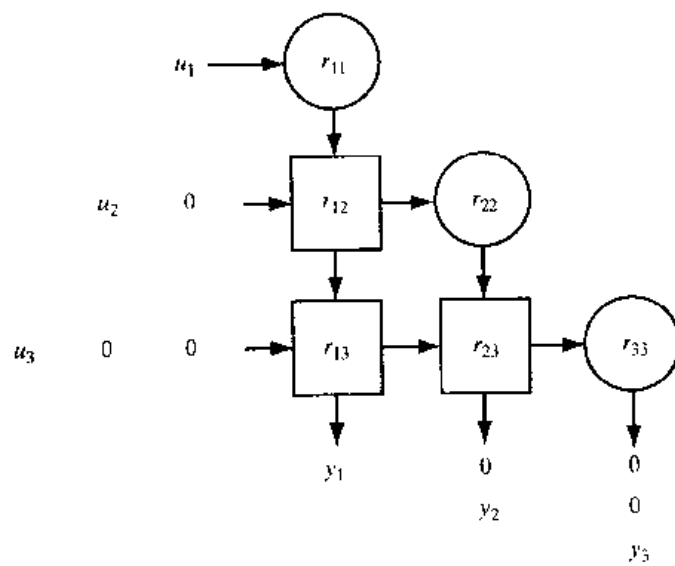 u₁ r₁₁
u₂ 0 r₁₂ r₂₂
u₃ 0 0 r₁₃ r₂₃ r₃₃
y₁ 0 0
y₂ 0
y₃